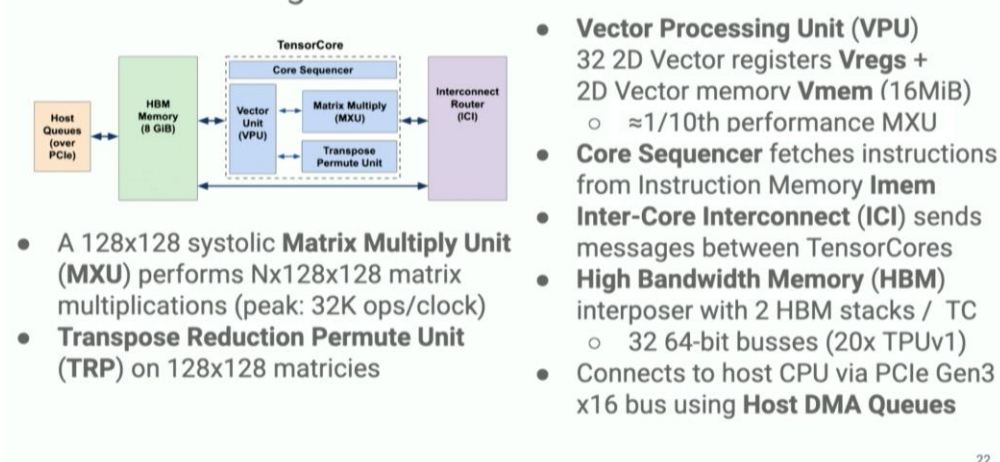 TensorCore
Core Sequencer
Host
Queues
(over
PCIe)
HBM
Memory
(8 GiB)
Vector
Unit
(VPU)
Matrix Multiply
(MXU)
Transpose
Permute Unit
Interconnect
Router
(ICI)
● A 128x128 systolic Matrix Multiply Unit
(MXU) performs Nx128x128 matrix
multiplications (peak: 32K ops/clock)
● Transpose Reduction Permute Unit
(TRP) on 128x128 matricies
● Vector Processing Unit (VPU)
32 2D Vector registers Vregs +
2D Vector memory Vmem (16MiB)
○ ≈1/10th performance MXU
● Core Sequencer fetches instructions
from Instruction Memory Imem
● Inter-Core Interconnect (ICI) sends
messages between TensorCores
● High Bandwidth Memory (HBM)
interposer with 2 HBM stacks / TC
○ 32 64-bit busses (20x TPUv1)
● Connects to host CPU via PCIe Gen3
x16 bus using Host DMA Queues
22